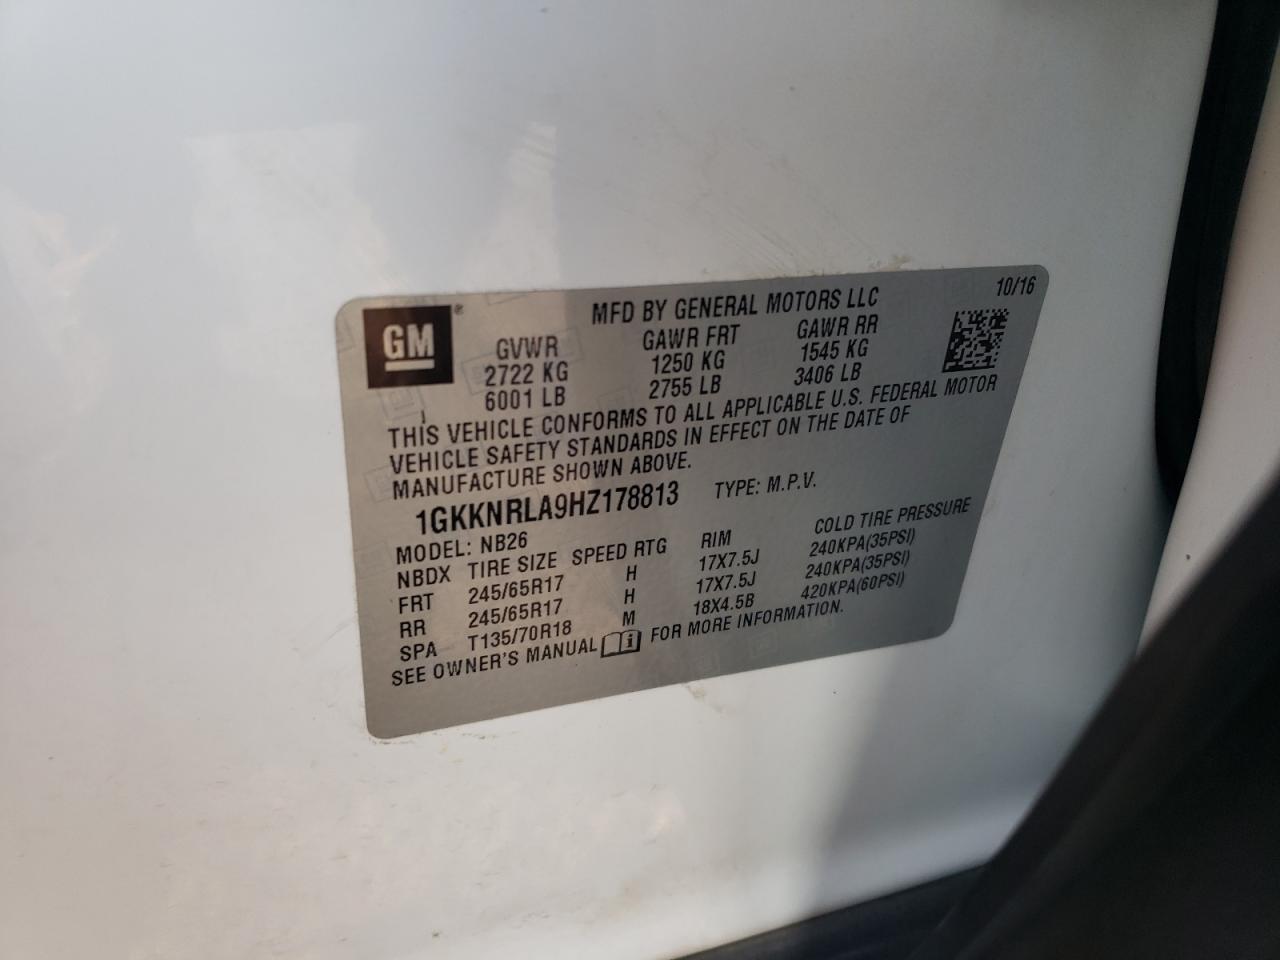 MFD BY GENERAL MOTORS LLC 10/16
GM® GVWR GAWR FRT GAWR RR
2722 KG 1250 KG 1545 KG
6001 LB 2755 LB 3406 LB
THIS VEHICLE CONFORMS TO ALL APPLICABLE U.S. FEDERAL MOTOR
VEHICLE SAFETY STANDARDS IN EFFECT ON THE DATE OF
MANUFACTURE SHOWN ABOVE.
1GKKNRLA9HZ178813 TYPE: M.P.V.
MODEL: NB26
NBDX TIRE SIZE SPEED RTG RIM COLD TIRE PRESSURE
FRT 245/65R17 H 17X7.5J 240KPA(35PSI)
RR 245/65R17 H 17X7.5J 240KPA(35PSI)
SPA T135/70R18 M 18X4.5B 420KPA(60PSI)
SEE OWNER'S MANUAL i FOR MORE INFORMATION.